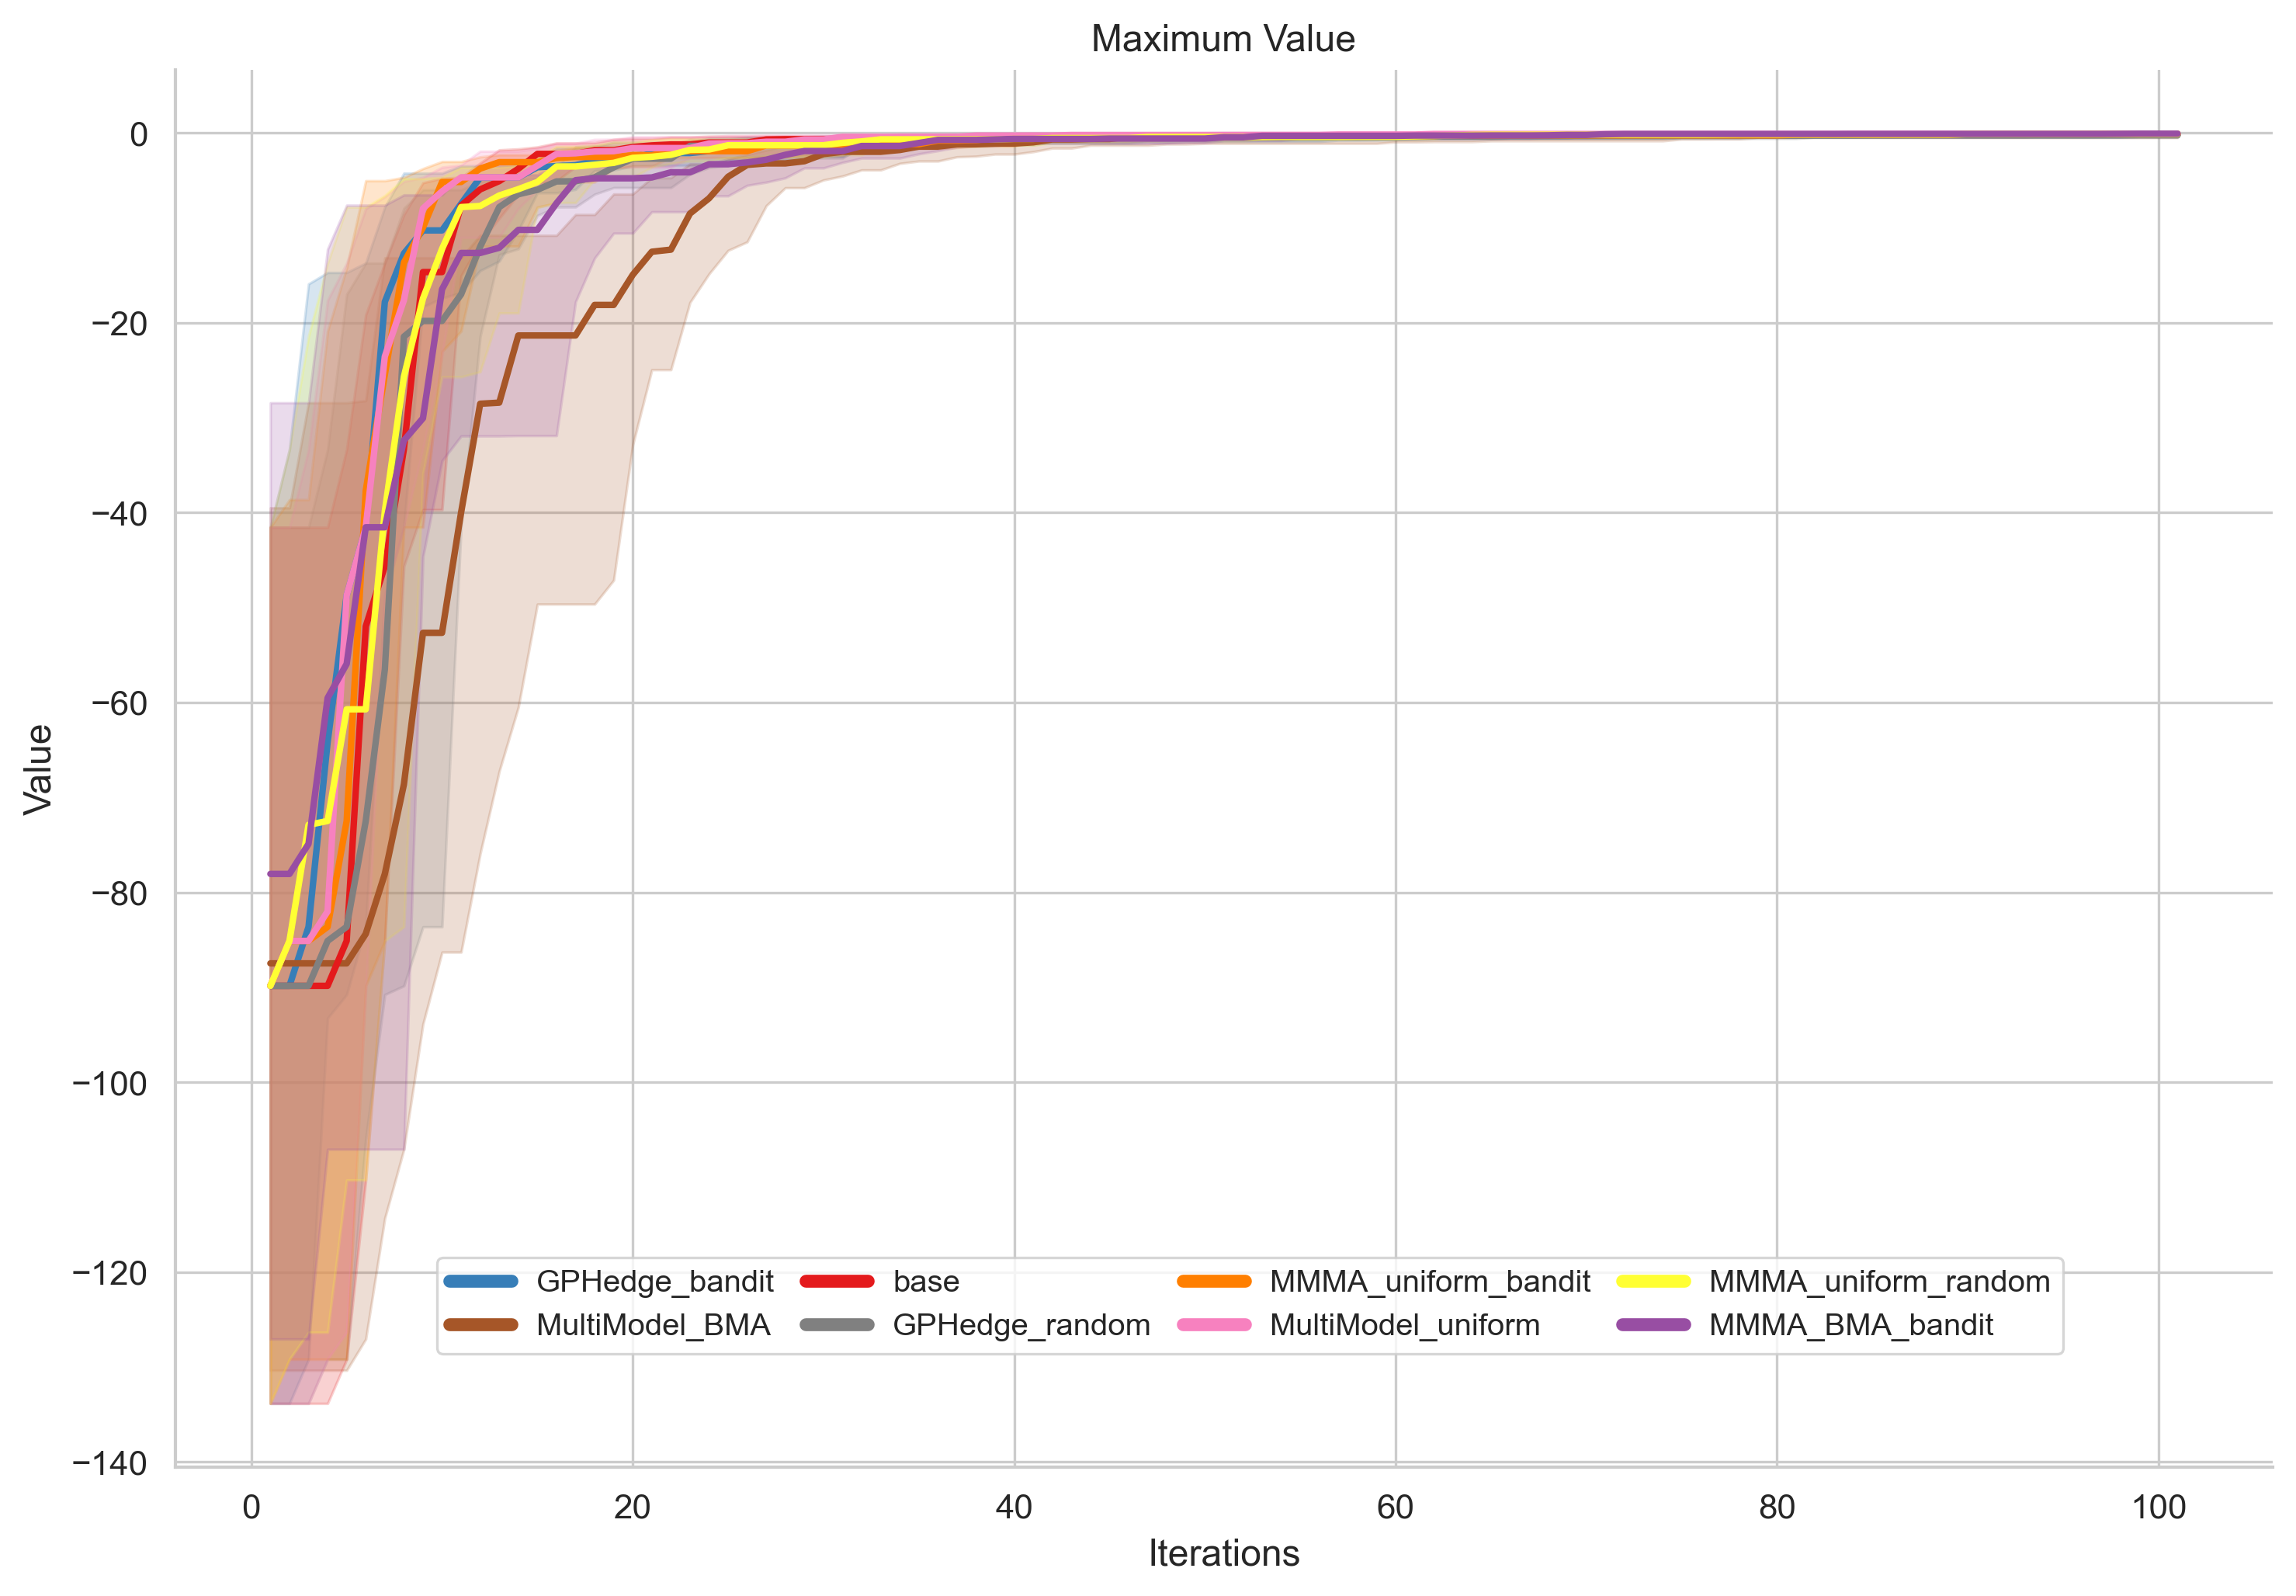 Maximum Value
0
−20
−40
−60
−80
−100
−120
−140
Value
GPHedge_bandit base MMMA_uniform_bandit MMMA_uniform_random
MultiModel_BMA GPHedge_random MultiModel_uniform MMMA_BMA_bandit
0 20 40 60 80 100
Iterations